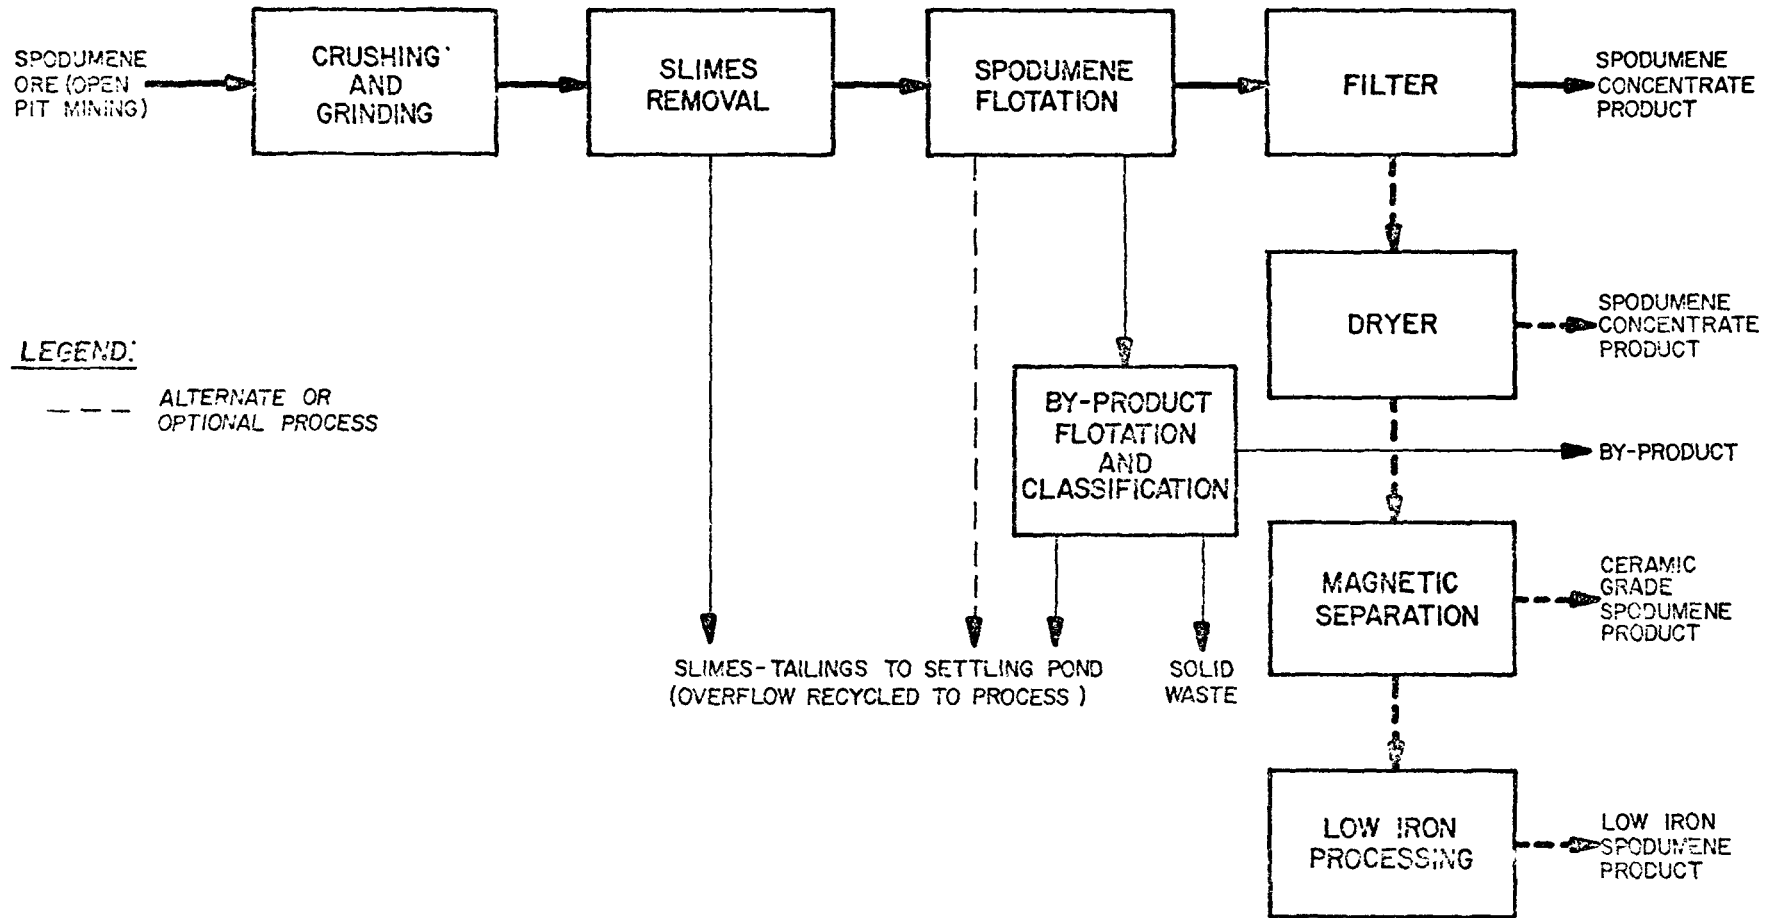 SPODUMENE
ORE (OPEN
PIT MINING)
CRUSHING
AND
GRINDING
SLIMES
REMOVAL
SPODUMENE
FLOTATION
FILTER
SPODUMENE
CONCENTRATE
PRODUCT
DRYER
SPODUMENE
CONCENTRATE
PRODUCT
LEGEND:
ALTERNATE OR
OPTIONAL PROCESS
BY-PRODUCT
FLOTATION
AND
CLASSIFICATION
BY-PRODUCT
MAGNETIC
SEPARATION
CERAMIC
GRADE
SPODUMENE
PRODUCT
SLIMES-TAILINGS TO SETTLING POND
(OVERFLOW RECYCLED TO PROCESS)
SOLID
WASTE
LOW IRON
PROCESSING
LOW IRON
SPODUMENE
PRODUCT